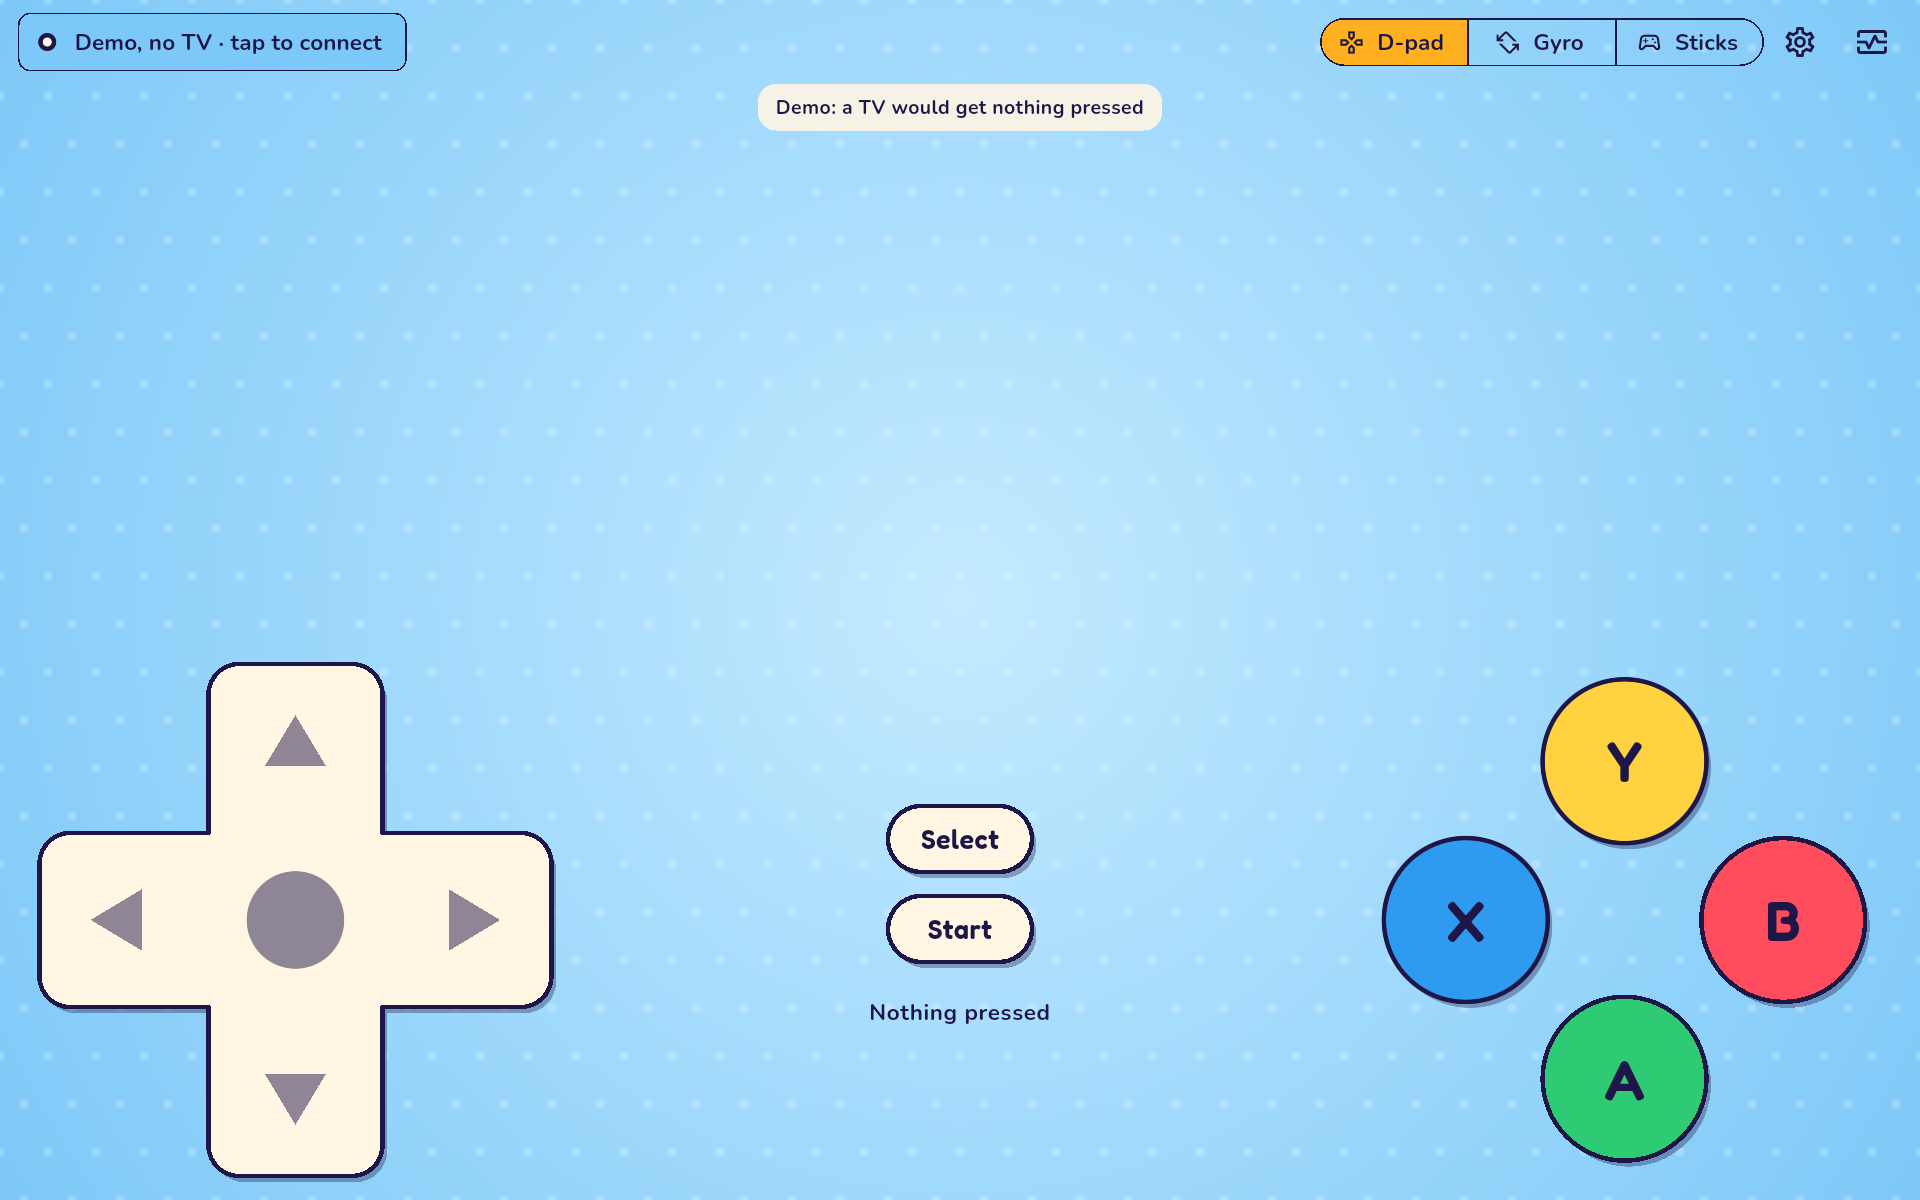 Demo, no TV · tap to connect
D-pad
Gyro
Sticks
Demo: a TV would get nothing pressed
Select
Start
Nothing pressed
Y
X
B
A